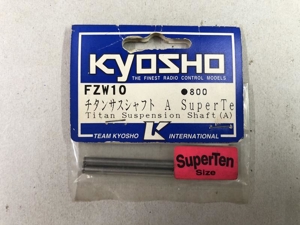 KYOSHO
THE FINEST RADIO CONTROL MODELS
FZW10 ●800
チタンサスシャフト A SuperTe
Titan Suspension Shaft(A)
TEAM KYOSHO K INTERNATIONAL
SuperTen
Size